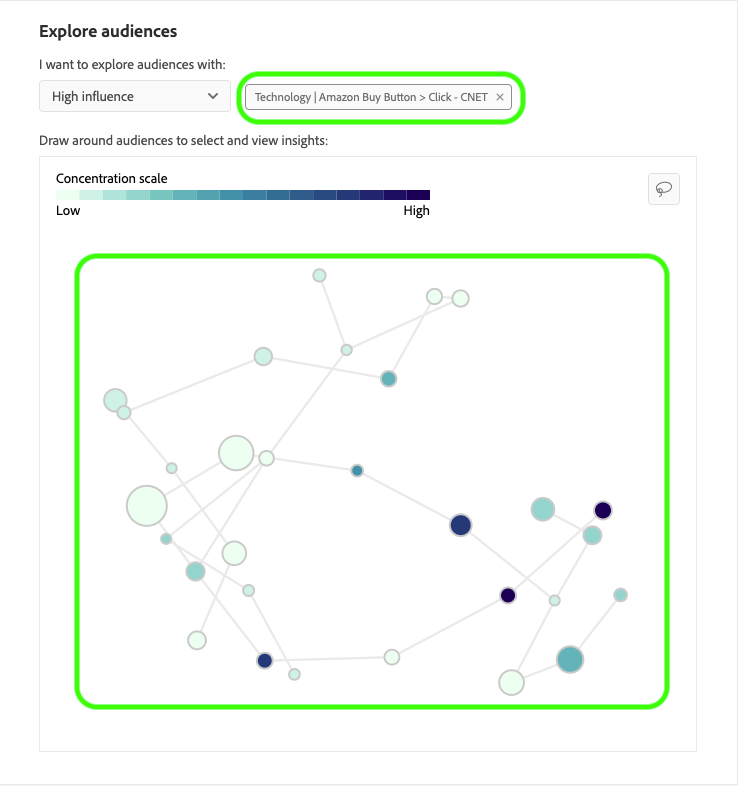 Explore audiences
I want to explore audiences with:
High influence
Technology | Amazon Buy Button > Click - CNET ×
Draw around audiences to select and view insights:
Concentration scale
Low High